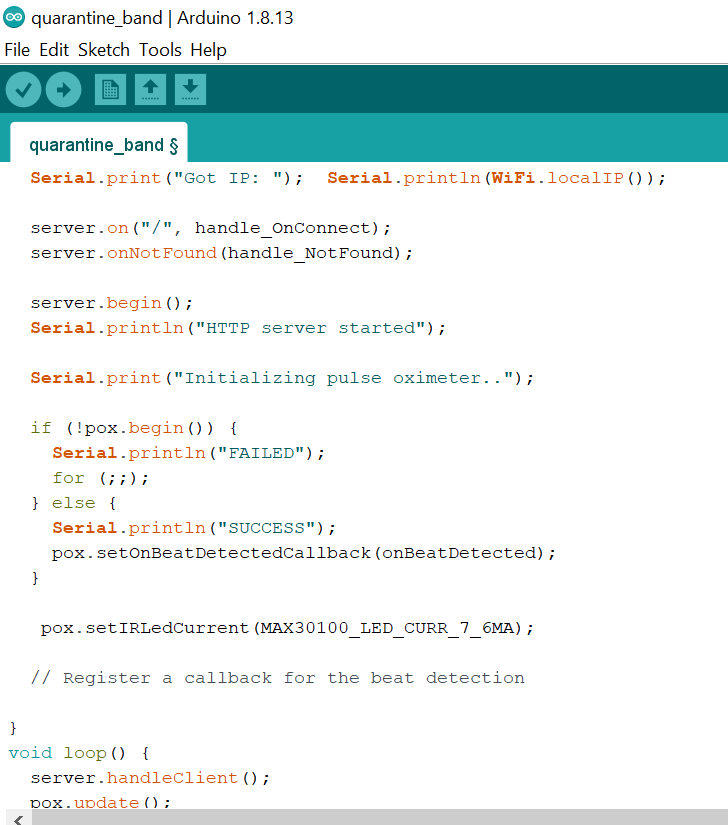 quarantine_band | Arduino 1.8.13
File Edit Sketch Tools Help
quarantine_band §
Serial.print("Got IP: ");  Serial.println(WiFi.localIP());
server.on("/", handle_OnConnect);
server.onNotFound(handle_NotFound);
server.begin();
Serial.println("HTTP server started");
Serial.print("Initializing pulse oximeter..");
if (!pox.begin()) {
Serial.println("FAILED");
for (;;);
} else {
Serial.println("SUCCESS");
pox.setOnBeatDetectedCallback(onBeatDetected);
}
pox.setIRLedCurrent(MAX30100_LED_CURR_7_6MA);
// Register a callback for the beat detection
}
void loop() {
server.handleClient();
pox.update();